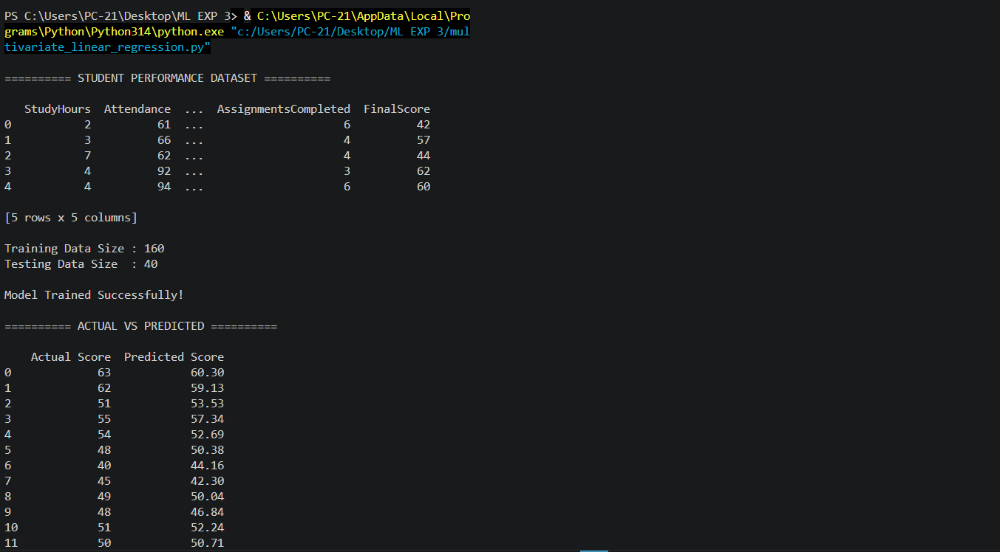 PS C:\Users\PC-21\Desktop\ML EXP 3> & C:\Users\PC-21\AppData\Local\Pro
grams\Python\Python314\python.exe "c:/Users/PC-21/Desktop/ML EXP 3/mul
tivariate_linear_regression.py"
========== STUDENT PERFORMANCE DATASET ==========
   StudyHours  Attendance  ...  AssignmentsCompleted  FinalScore
0           2          61  ...                     6          42
1           3          66  ...                     4          57
2           7          62  ...                     4          44
3           4          92  ...                     3          62
4           4          94  ...                     6          60
[5 rows x 5 columns]
Training Data Size : 160
Testing Data Size  : 40
Model Trained Successfully!
========== ACTUAL VS PREDICTED ==========
    Actual Score  Predicted Score
0             63            60.30
1             62            59.13
2             51            53.53
3             55            57.34
4             54            52.69
5             48            50.38
6             40            44.16
7             45            42.30
8             49            50.04
9             48            46.84
10            51            52.24
11            50            50.71